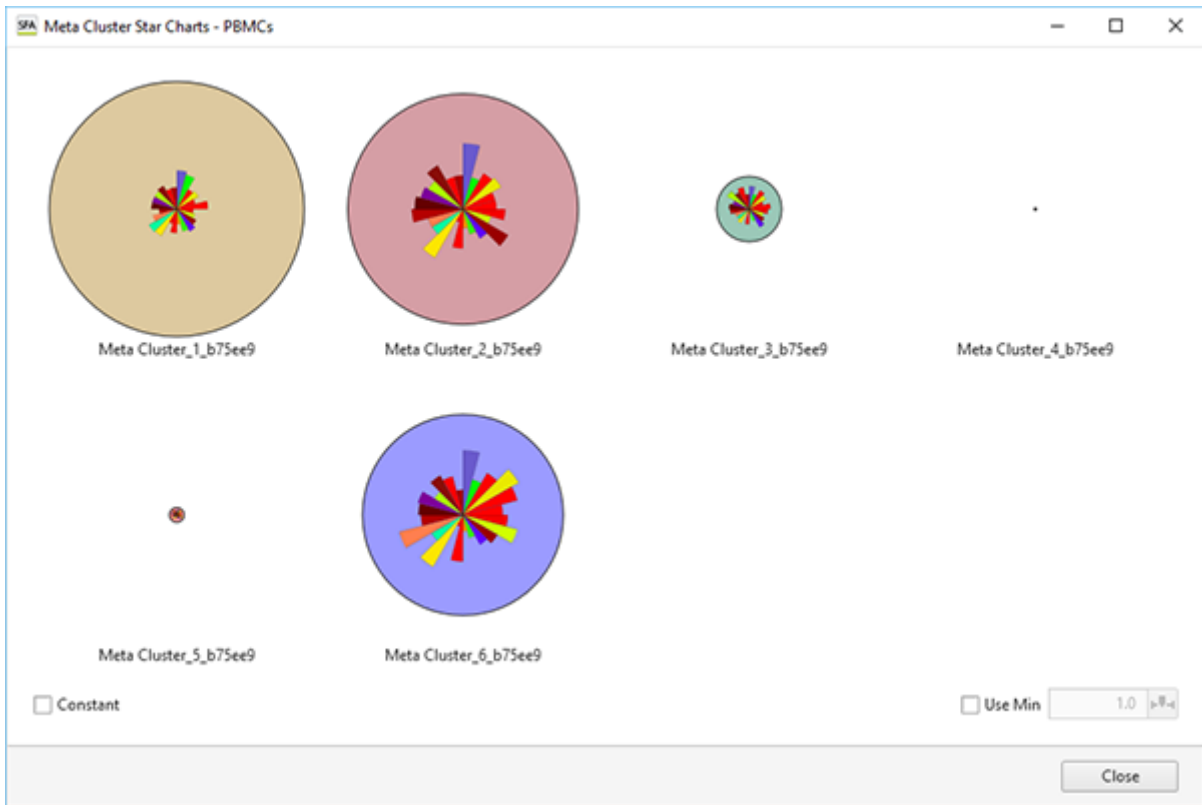 SFA Meta Cluster Star Charts - PBMCs
Meta Cluster_1_b75ee9 Meta Cluster_2_b75ee9 Meta Cluster_3_b75ee9 Meta Cluster_4_b75ee9
Meta Cluster_5_b75ee9 Meta Cluster_6_b75ee9
Constant Use Min 1.0
Close